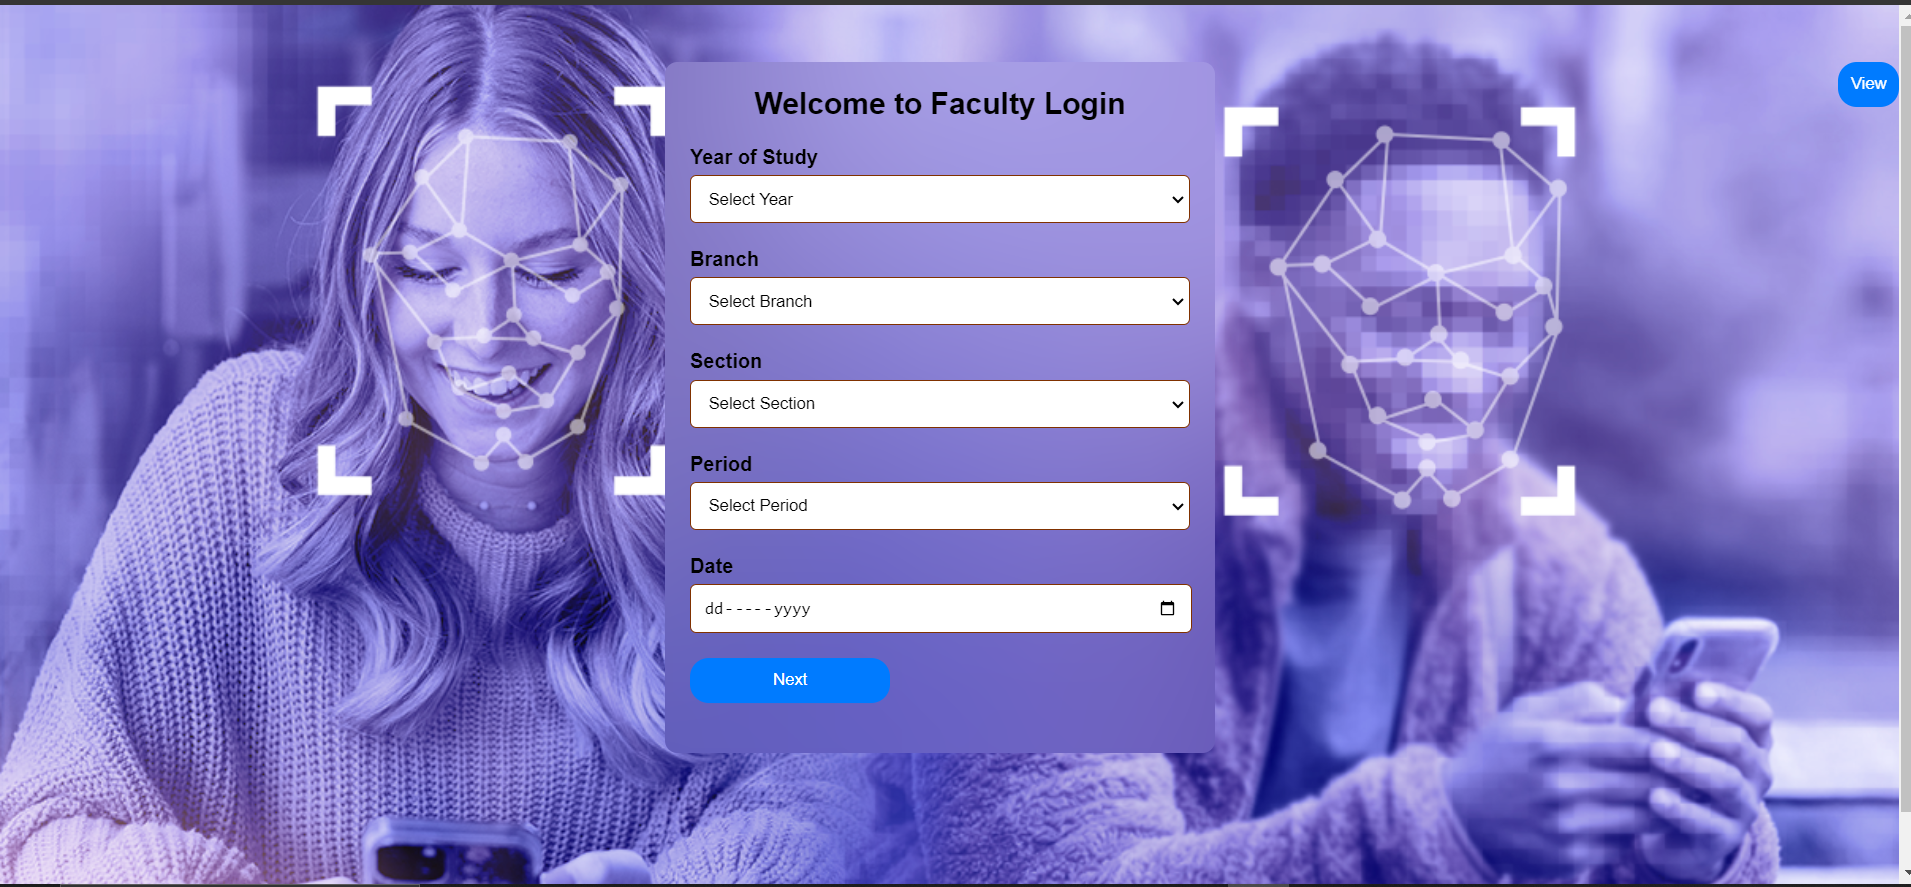 View
Welcome to Faculty Login
Year of Study
Select Year
Branch
Select Branch
Section
Select Section
Period
Select Period
Date
dd-----yyyy
Next